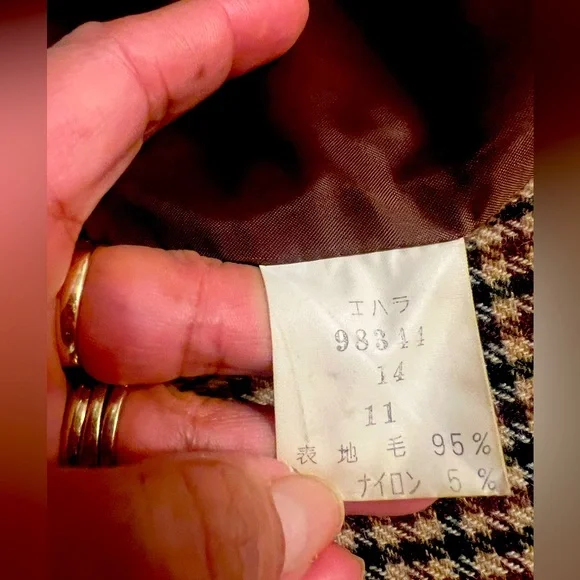 エハラ
98344
14
11
表 地 毛 95%
ナイロン 5 %